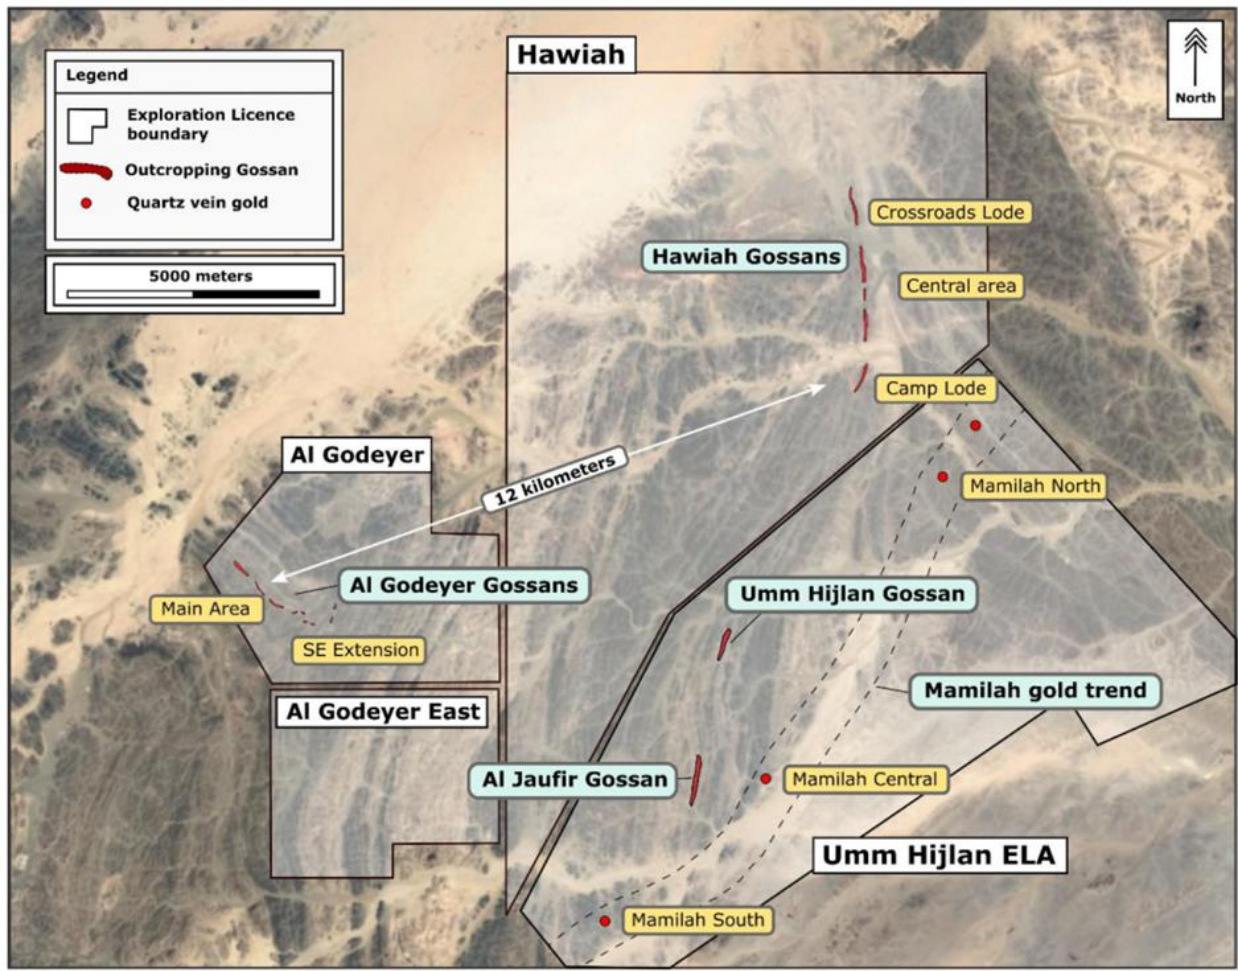 Hawiah
North
Legend
Exploration Licence
boundary
Outcropping Gossan
Quartz vein gold
5000 meters
Crossroads Lode
Hawiah Gossans
Central area
Camp Lode
Al Godeyer
12 kilometers
Mamilah North
Al Godeyer Gossans
Main Area
SE Extension
Umm Hijlan Gossan
Mamilah gold trend
Al Godeyer East
Al Jaufir Gossan
Mamilah Central
Umm Hijlan ELA
Mamilah South